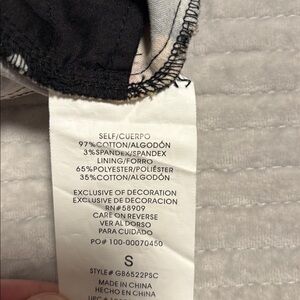 SELF/CUERPO
97%COTTON/ALGODÓN
3%SPANDEX/SPANDEX
LINING/FORRO
65%POLYESTER/POLIÉSTER
35%COTTON/ALGODÓN
EXCLUSIVE OF DECORATION
EXCLUSIVO DE DECORACION
RN#58909
CARE ON REVERSE
VER AL DORSO
PARA CUIDADO
PO# 100-00070450
S
STYLE# GB6522PSC
MADE IN CHINA
HECHO EN CHINA